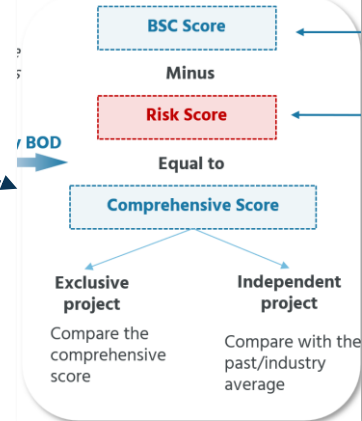 BSC Score
Minus
Risk Score
BOD
Equal to
Comprehensive Score
Exclusive
project
Compare the
comprehensive
score
Independent
project
Compare with the
past/industry
average